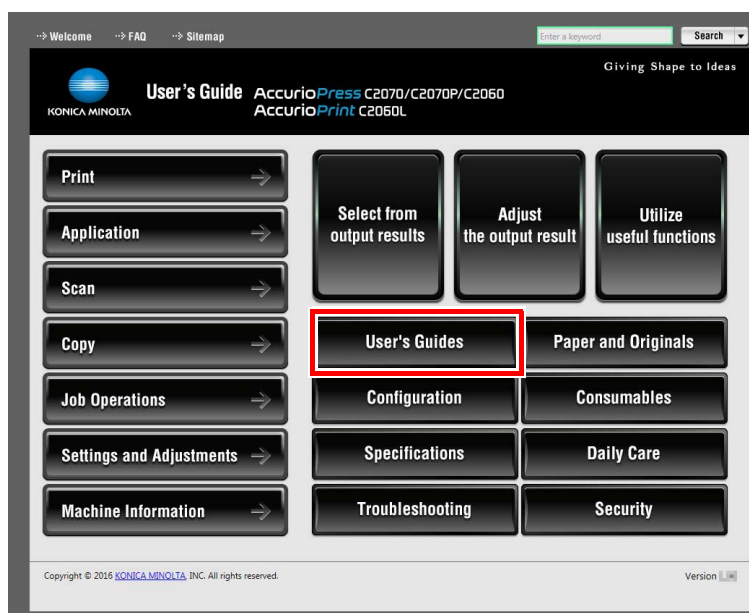 Welcome FAQ Sitemap
Enter a keyword Search
Giving Shape to Ideas
KONICA MINOLTA
User's Guide AccurioPress C2070/C2070P/C2060
AccurioPrint C2060L
Print
Application
Scan
Copy
Job Operations
Settings and Adjustments
Machine Information
Select from
output results
Adjust
the output result
Utilize
useful functions
User's Guides
Paper and Originals
Configuration
Consumables
Specifications
Daily Care
Troubleshooting
Security
Copyright © 2016 KONICA MINOLTA, INC. All rights reserved.
Version